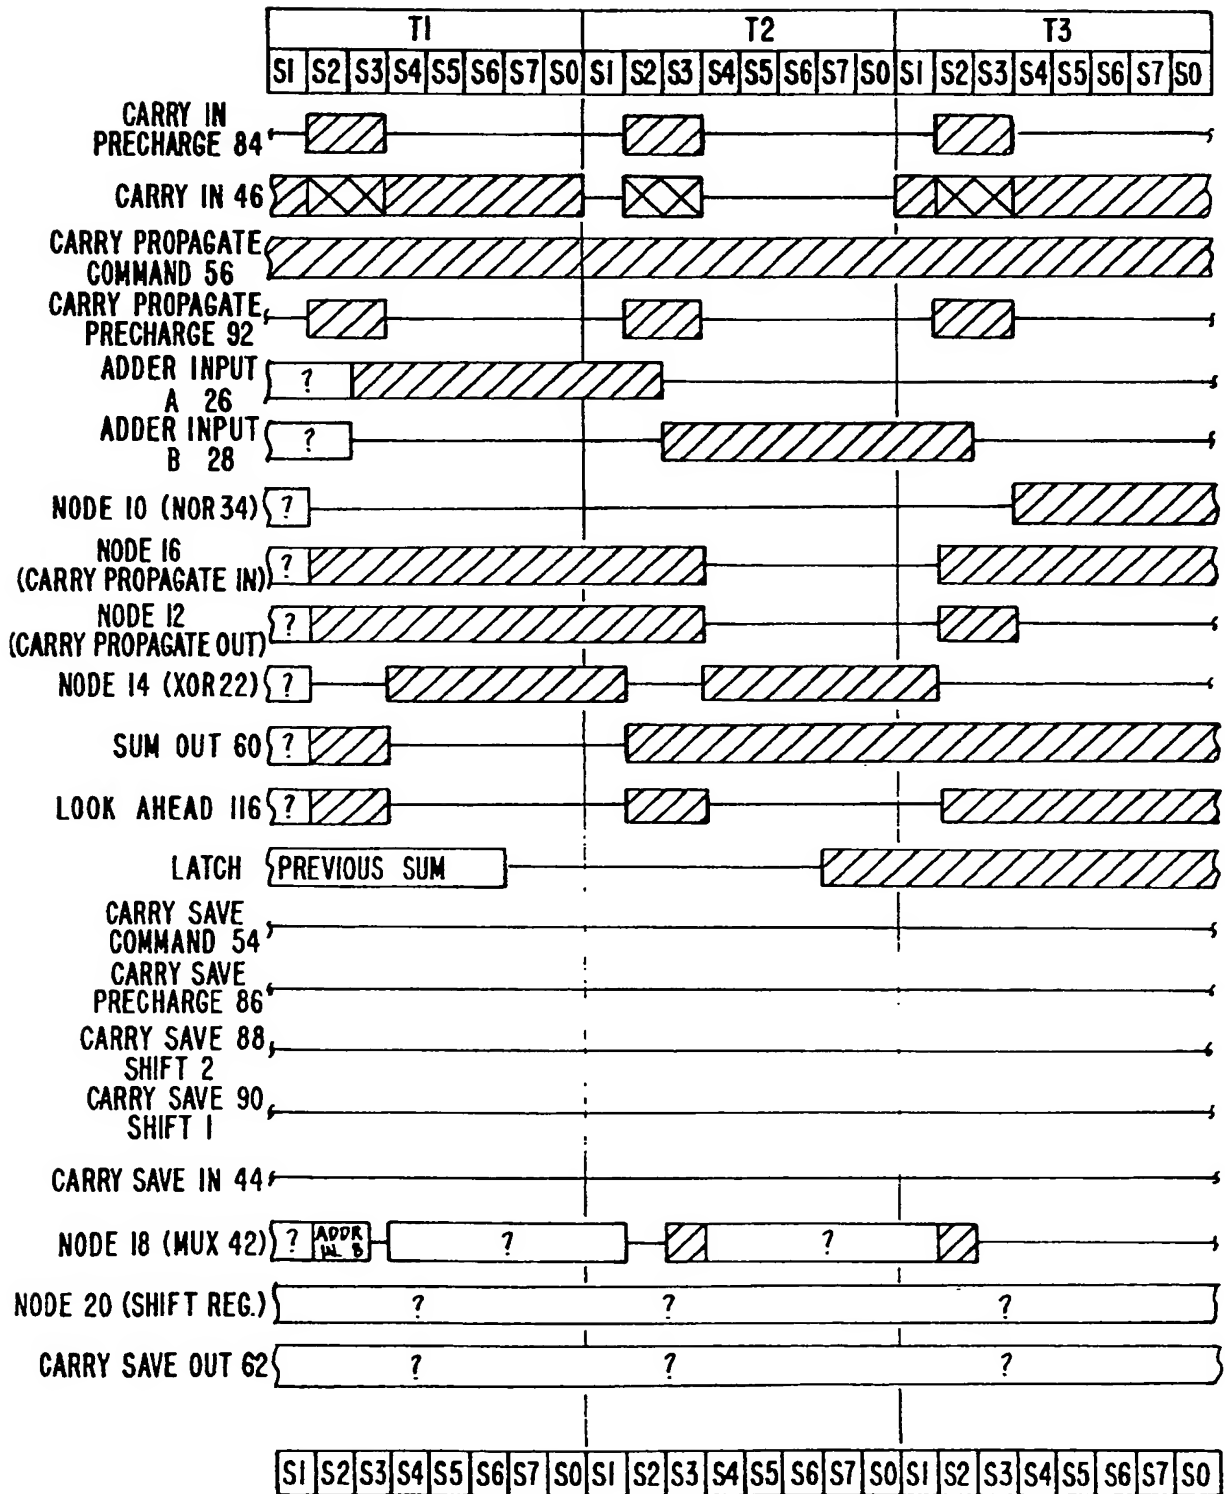 T1 T2 T3
S1 S2 S3 S4 S5 S6 S7 S0 S1 S2 S3 S4 S5 S6 S7 S0 S1 S2 S3 S4 S5 S6 S7 S0
CARRY IN
PRECHARGE 84
CARRY IN 46
CARRY PROPAGATE
COMMAND 56
CARRY PROPAGATE
PRECHARGE 92
ADDER INPUT
A 26
?
ADDER INPUT
B 28
?
NODE 10 (NOR 34) ?
NODE 16
(CARRY PROPAGATE IN)
?
NODE 12
(CARRY PROPAGATE OUT)
?
NODE 14 (XOR 22) ?
SUM OUT 60 ?
LOOK AHEAD 116 ?
LATCH PREVIOUS SUM
CARRY SAVE
COMMAND 54
CARRY SAVE
PRECHARGE 86
CARRY SAVE 88
SHIFT 2
CARRY SAVE 90
SHIFT 1
CARRY SAVE IN 44
NODE 18 (MUX 42) ? ADDR IN B ? ?
NODE 20 (SHIFT REG.) ? ? ?
CARRY SAVE OUT 62 ? ? ?
S1 S2 S3 S4 S5 S6 S7 S0 S1 S2 S3 S4 S5 S6 S7 S0 S1 S2 S3 S4 S5 S6 S7 S0